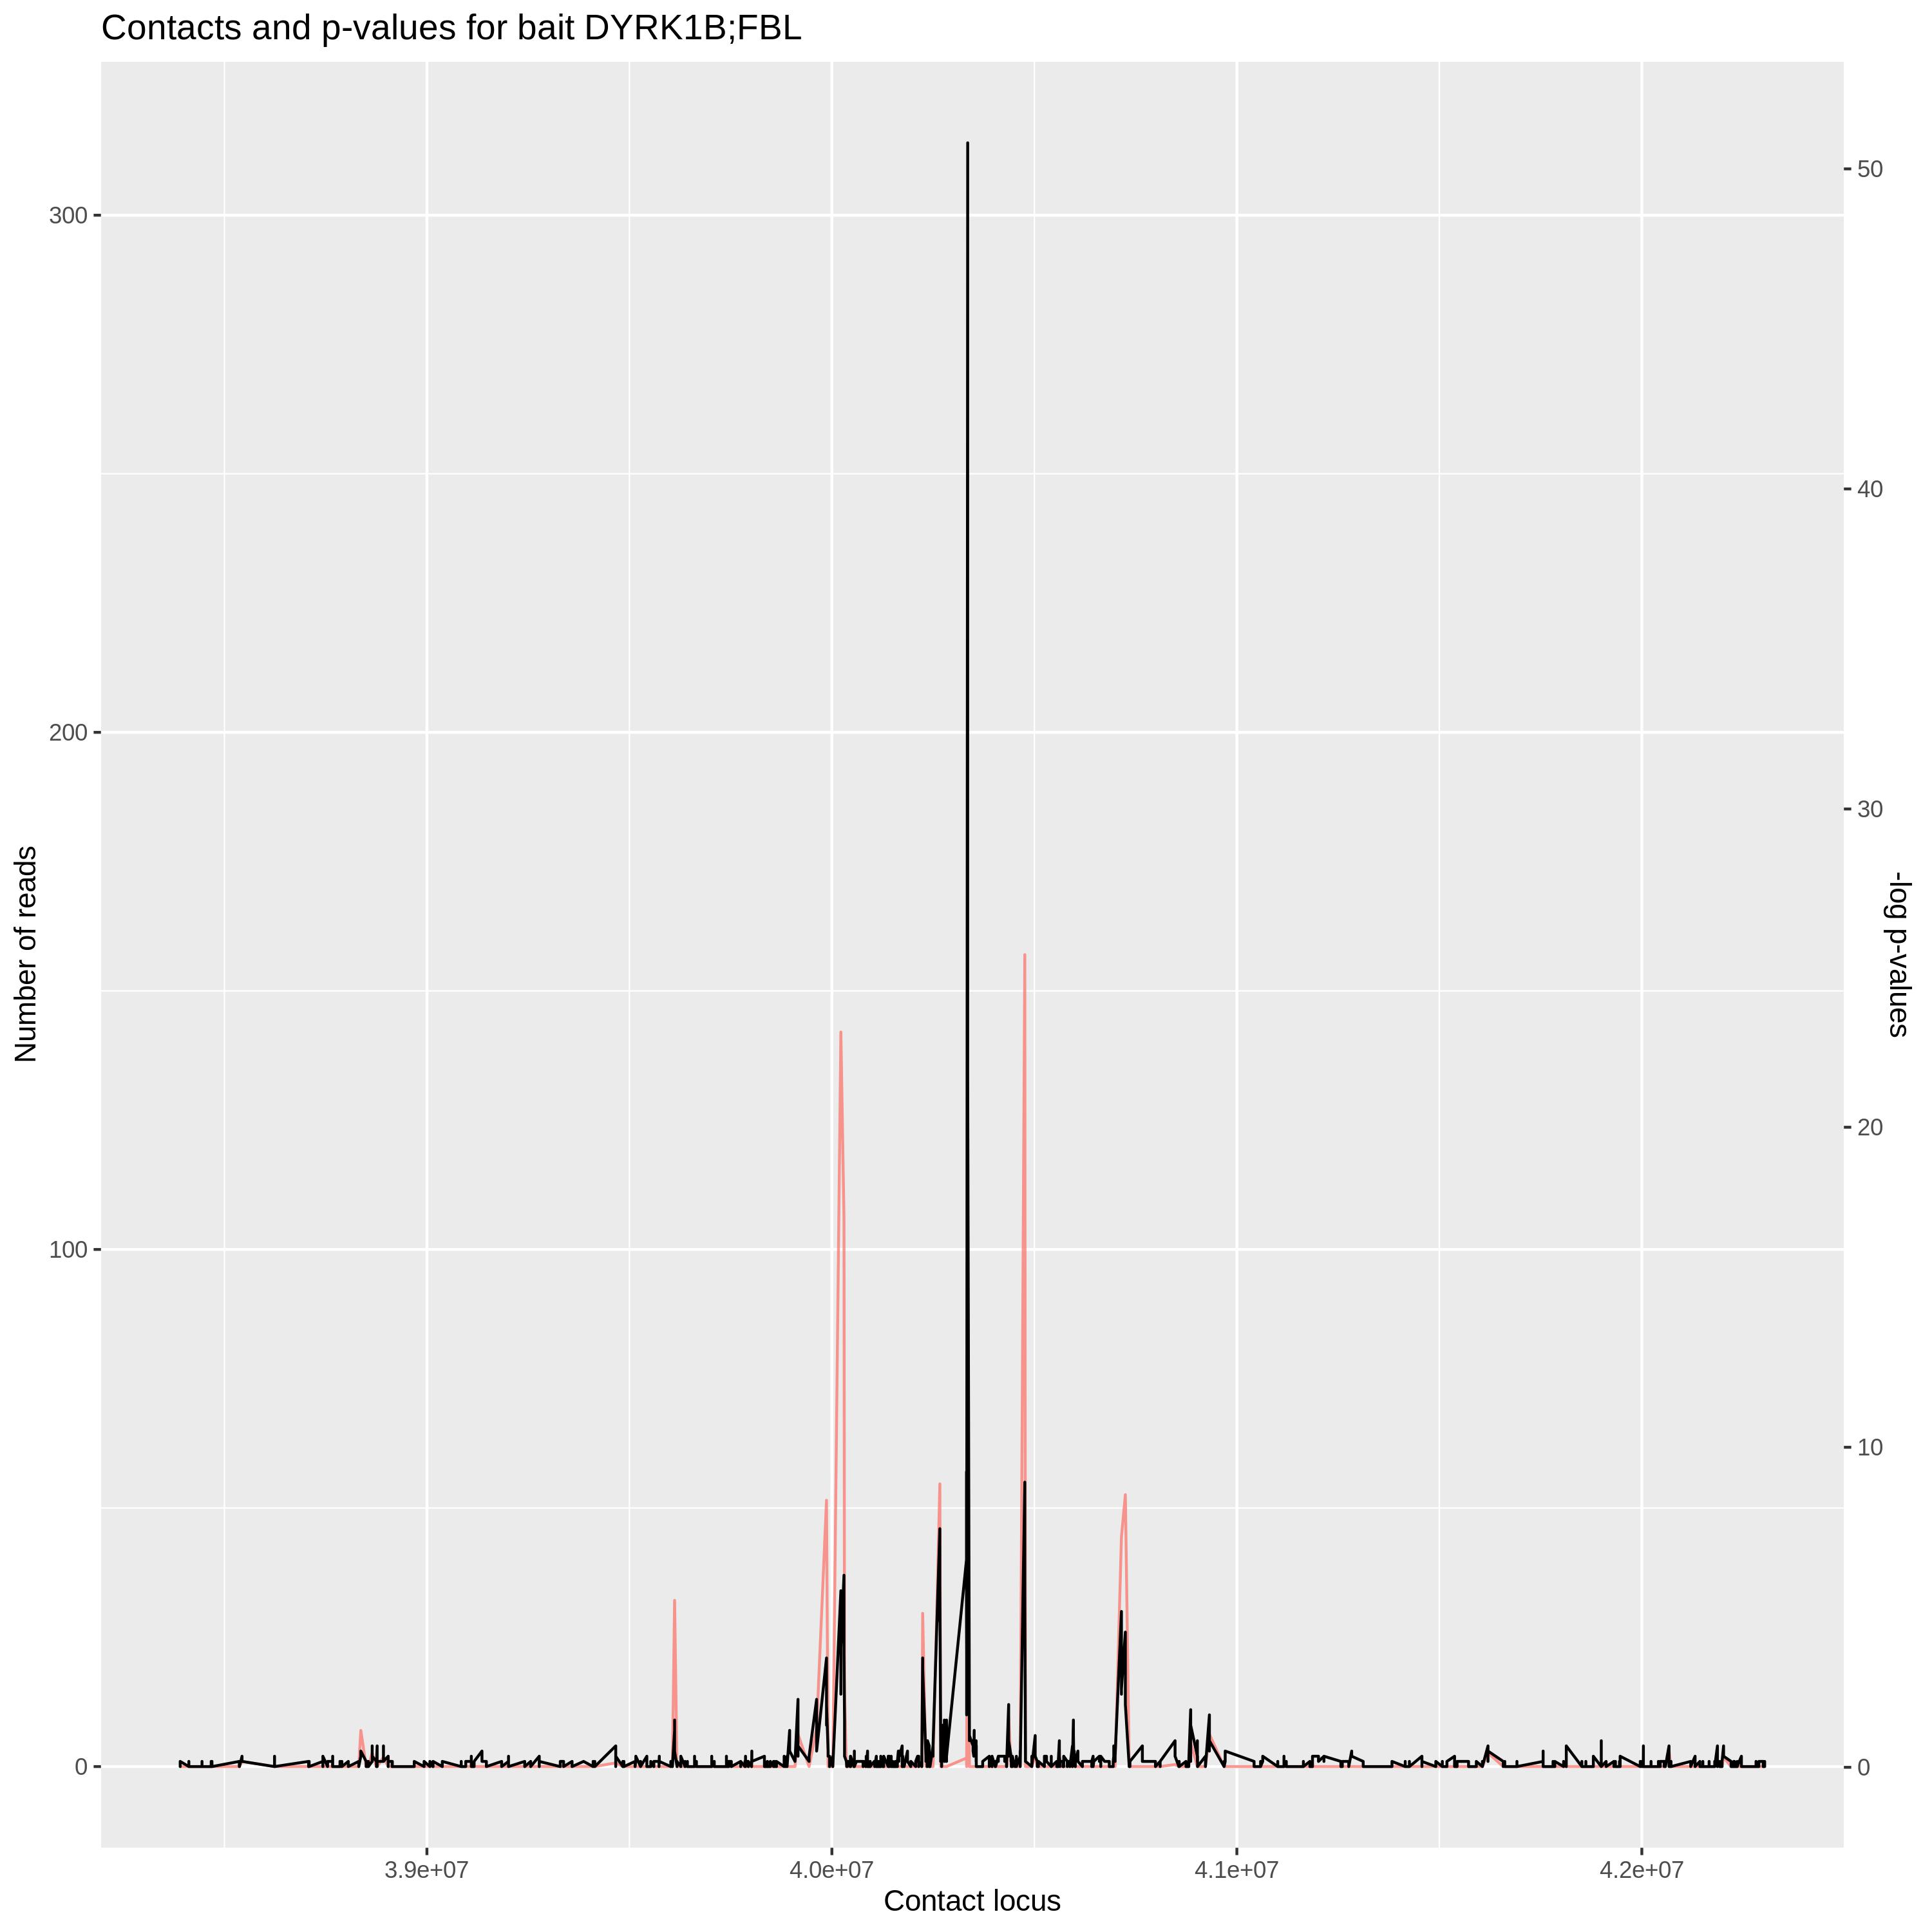 Contacts and p-values for bait DYRK1B;FBL
300
200
100
0
Number of reads
50
40
30
20
10
0
-log p-values
3.9e+07
4.0e+07
4.1e+07
4.2e+07
Contact locus